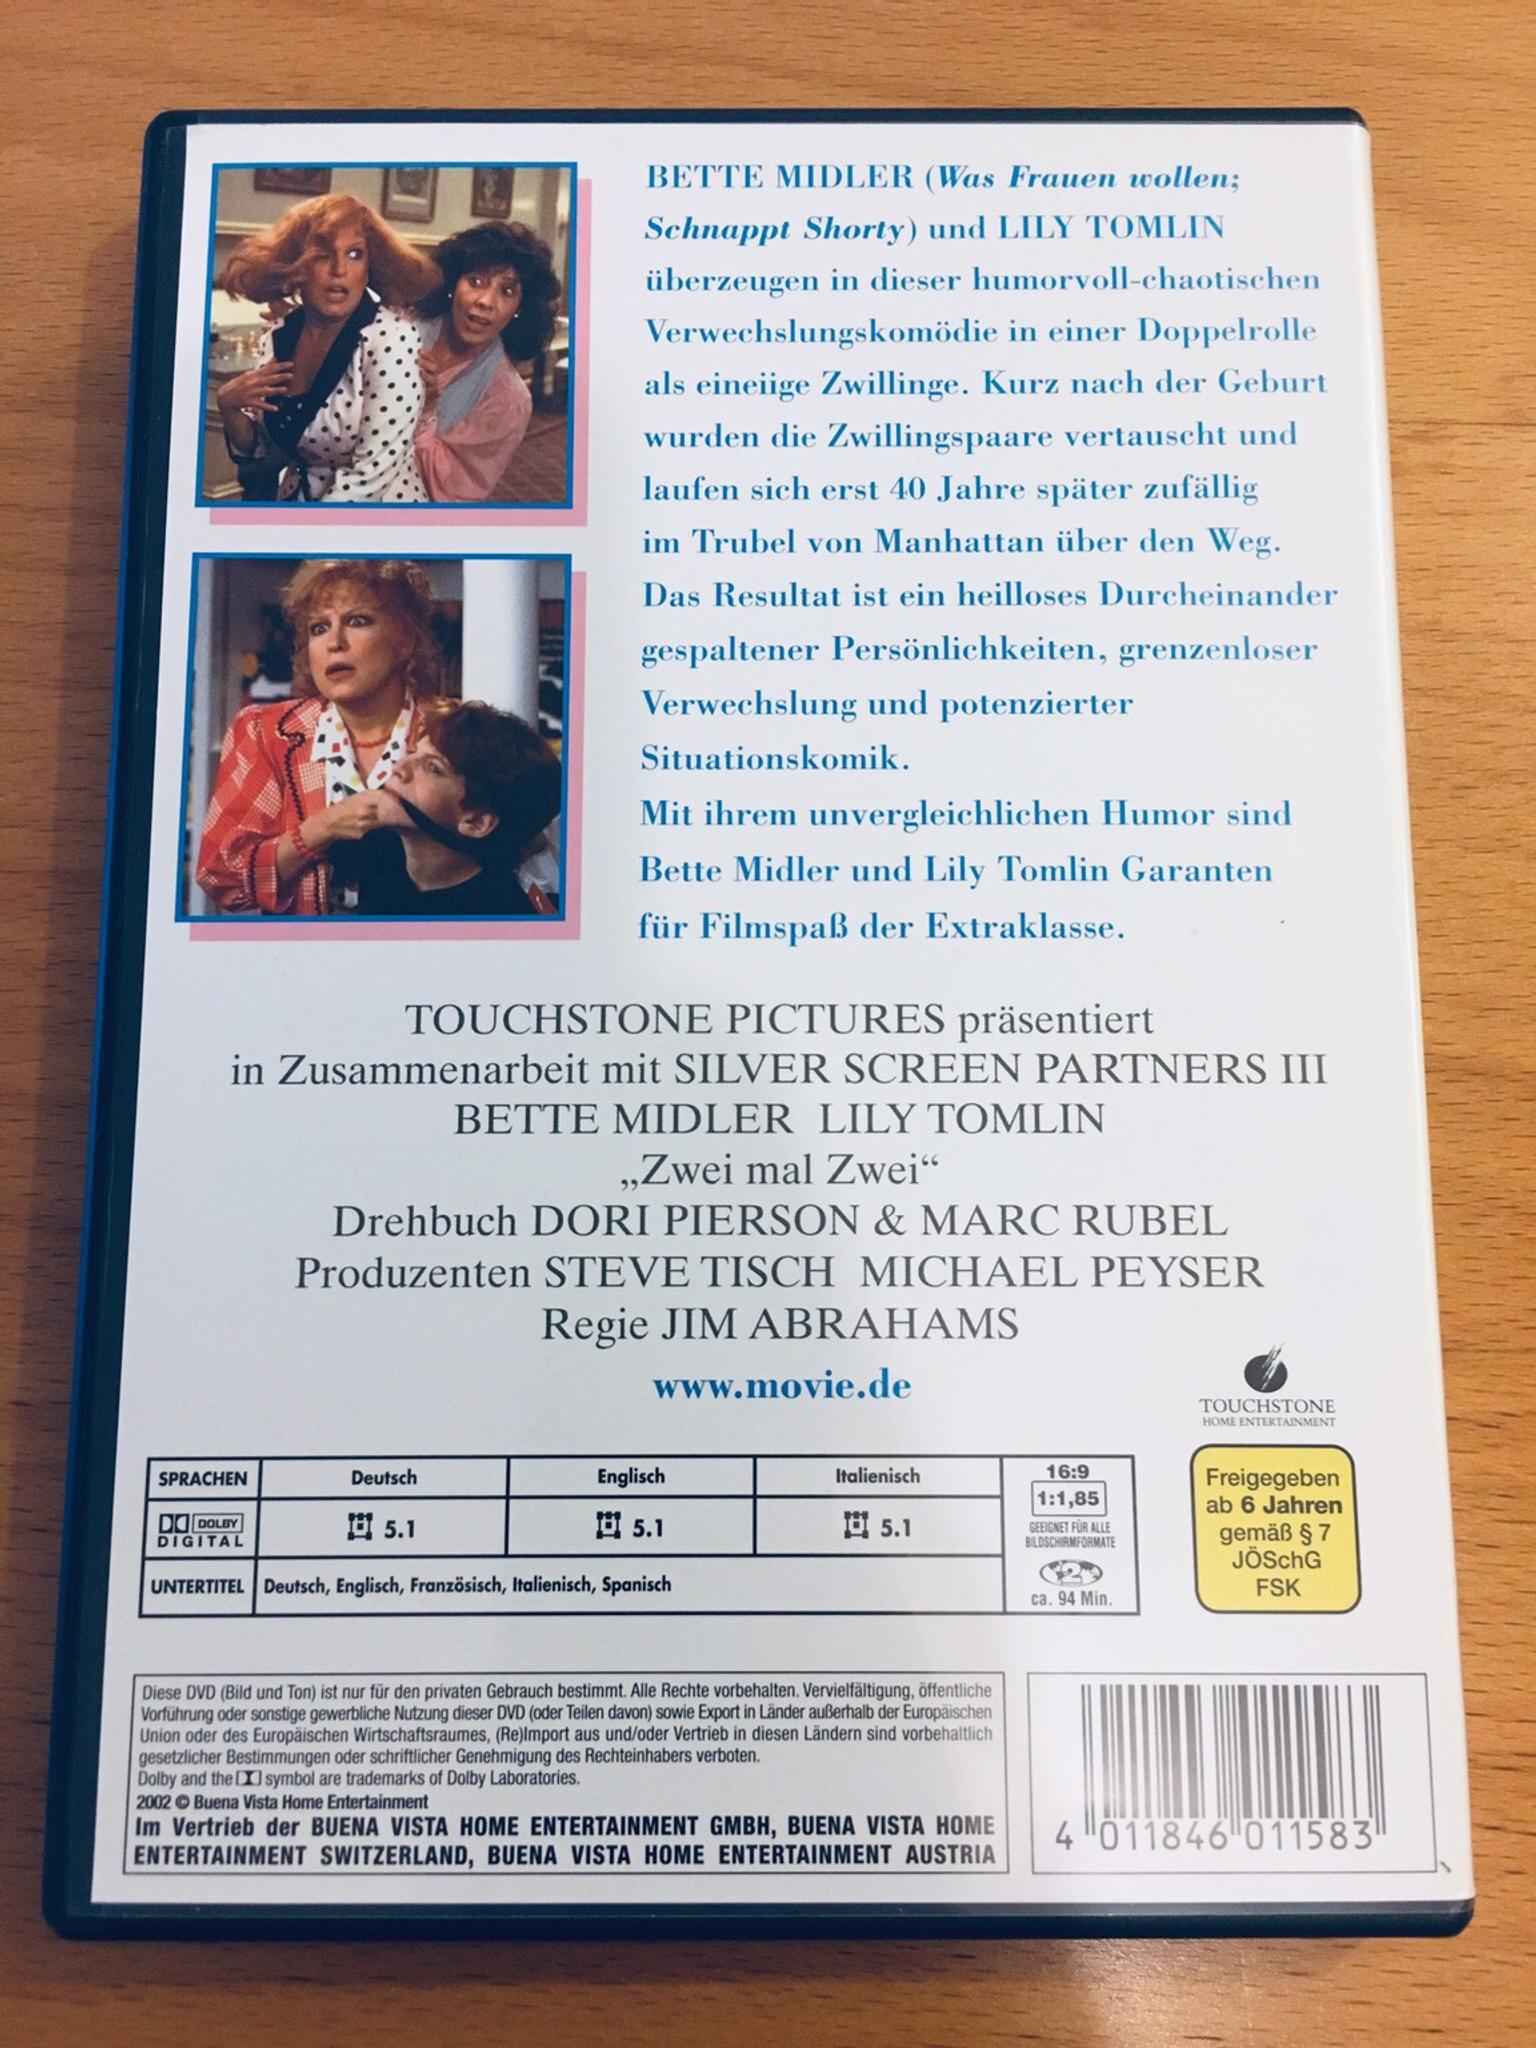 BETTE MIDLER (Was Frauen wollen;
Schnappt Shorty) und LILY TOMLIN
überzeugen in dieser humorvoll-chaotischen
Verwechslungskomödie in einer Doppelrolle
als eineiige Zwillinge. Kurz nach der Geburt
wurden die Zwillingspaare vertauscht und
laufen sich erst 40 Jahre später zufällig
im Trubel von Manhattan über den Weg.
Das Resultat ist ein heilloses Durcheinander
gespaltener Persönlichkeiten, grenzenloser
Verwechslung und potenzierter
Situationskomik.
Mit ihrem unvergleichlichen Humor sind
Bette Midler und Lily Tomlin Garanten
für Filmspaß der Extraklasse.
TOUCHSTONE PICTURES präsentiert
in Zusammenarbeit mit SILVER SCREEN PARTNERS III
BETTE MIDLER LILY TOMLIN
„Zwei mal Zwei“
Drehbuch DORI PIERSON & MARC RUBEL
Produzenten STEVE TISCH MICHAEL PEYSER
Regie JIM ABRAHAMS
www.movie.de
TOUCHSTONE
HOME ENTERTAINMENT
SPRACHEN Deutsch Englisch Italienisch
DOLBY
DIGITAL 5.1 5.1 5.1
UNTERTITEL Deutsch, Englisch, Französisch, Italienisch, Spanisch
16:9
1:1,85
GEEIGNET FÜR ALLE
BILDSCHIRMFORMATE
2
ca. 94 Min.
Freigegeben
ab 6 Jahren
gemäß § 7
JÖSchG
FSK
Diese DVD (Bild und Ton) ist nur für den privaten Gebrauch bestimmt. Alle Rechte vorbehalten. Vervielfältigung, öffentliche
Vorführung oder sonstige gewerbliche Nutzung dieser DVD (oder Teilen davon) sowie Export in Länder außerhalb der Europäischen
Union oder des Europäischen Wirtschaftsraumes, (Re)Import aus und/oder Vertrieb in diesen Ländern sind vorbehaltlich
gesetzlicher Bestimmungen oder schriftlicher Genehmigung des Rechteinhabers verboten.
Dolby and the symbol are trademarks of Dolby Laboratories.
2002 © Buena Vista Home Entertainment
Im Vertrieb der BUENA VISTA HOME ENTERTAINMENT GMBH, BUENA VISTA HOME
ENTERTAINMENT SWITZERLAND, BUENA VISTA HOME ENTERTAINMENT AUSTRIA
4 011846 011583